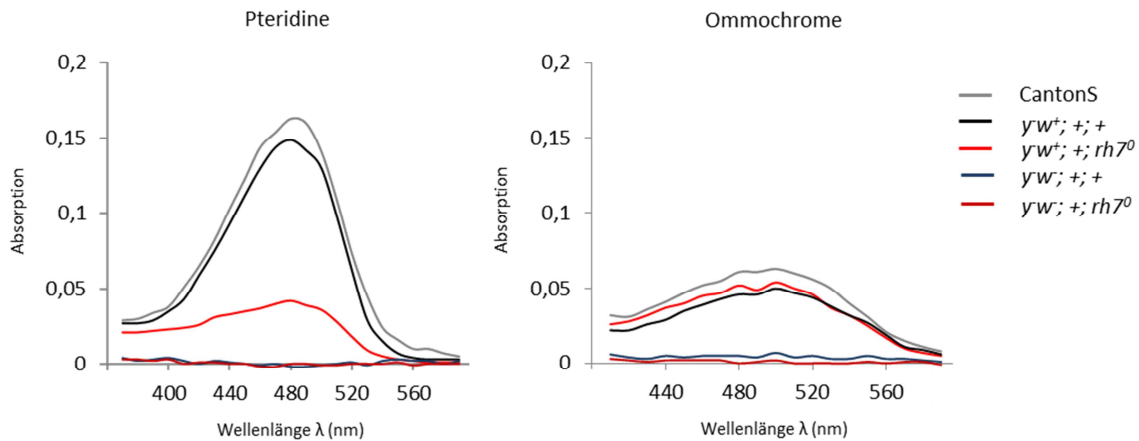 Pteridine
Ommochrome
0,2
0,15
0,1
0,05
0
Absorption
400
440
480
520
560
Wellenlänge λ (nm)
0,2
0,15
0,1
0,05
0
Absorption
440
480
520
560
Wellenlänge λ (nm)
CantonS
y⁻w⁺; +; +
y⁻w⁺; +; rh7⁰
y⁻w⁻; +; +
y⁻w⁻; +; rh7⁰